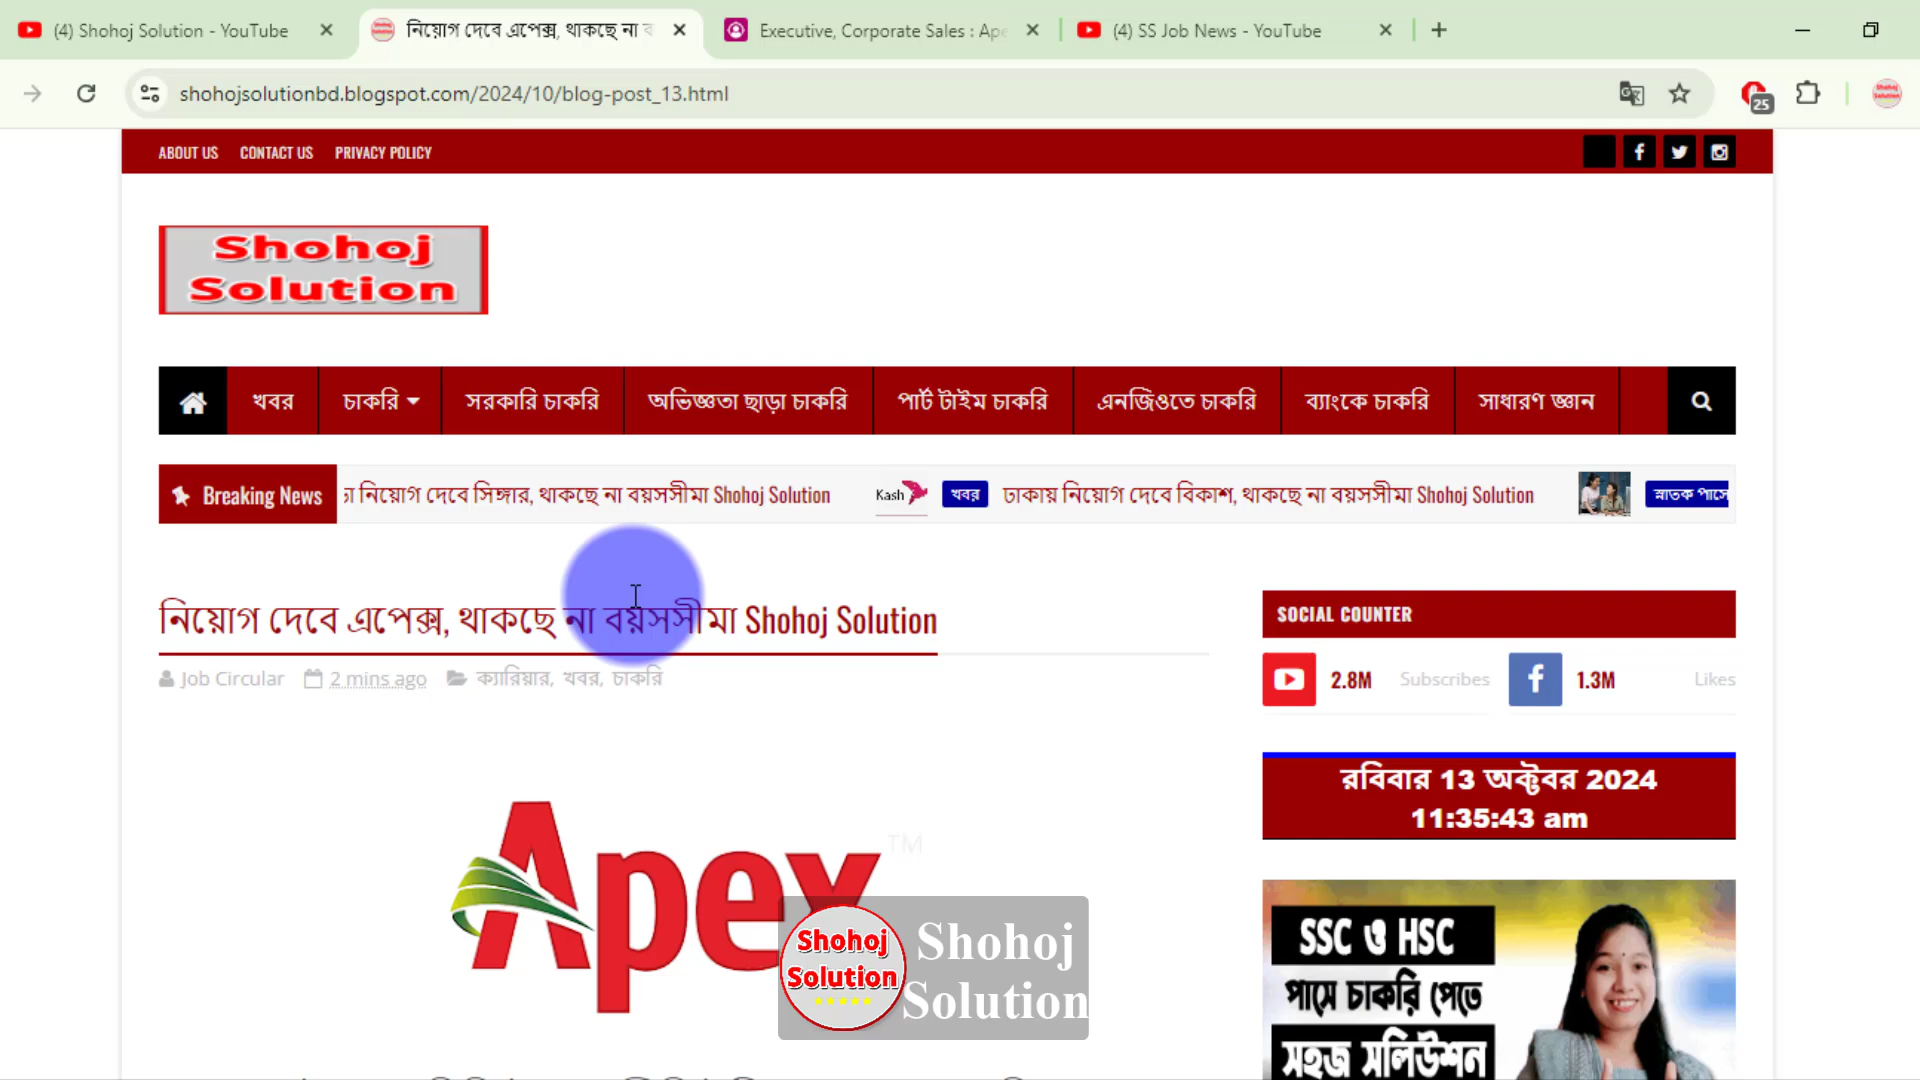 (4) Shohoj Solution - YouTube
নিয়োগ দেবে এপেক্স, থাকছে না ব
Executive, Corporate Sales : Ape
(4) SS Job News - YouTube
shohojsolutionbd.blogspot.com/2024/10/blog-post_13.html
25
ABOUT US CONTACT US PRIVACY POLICY
Shohoj
Solution
খবর চাকরি সরকারি চাকরি অভিজ্ঞতা ছাড়া চাকরি পার্ট টাইম চাকরি এনজিওতে চাকরি ব্যাংকে চাকরি সাধারণ জ্ঞান
Breaking News
নিয়োগ দেবে সিঙ্গার, থাকছে না বয়সসীমা Shohoj Solution
Kash
খবর
ঢাকায় নিয়োগ দেবে বিকাশ, থাকছে না বয়সসীমা Shohoj Solution
স্নাতক পাসে
নিয়োগ দেবে এপেক্স, থাকছে না বয়সসীমা Shohoj Solution
Job Circular 2 mins ago ক্যারিয়ার, খবর, চাকরি
SOCIAL COUNTER
2.8M Subscribes
1.3M Likes
রবিবার 13 অক্টবর 2024
11:35:43 am
Apex TM
Shohoj
Solution
Shohoj
Solution
SSC ও HSC
পাসে চাকরি পেতে
সহজ সলিউশন